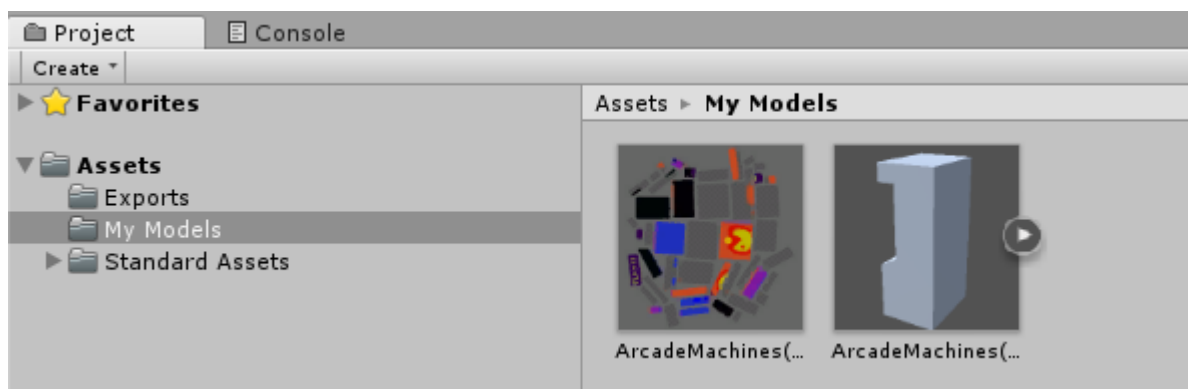 Project
Console
Create
Favorites
Assets
Exports
My Models
Standard Assets
Assets ▸ My Models
ArcadeMachines(...
ArcadeMachines(...